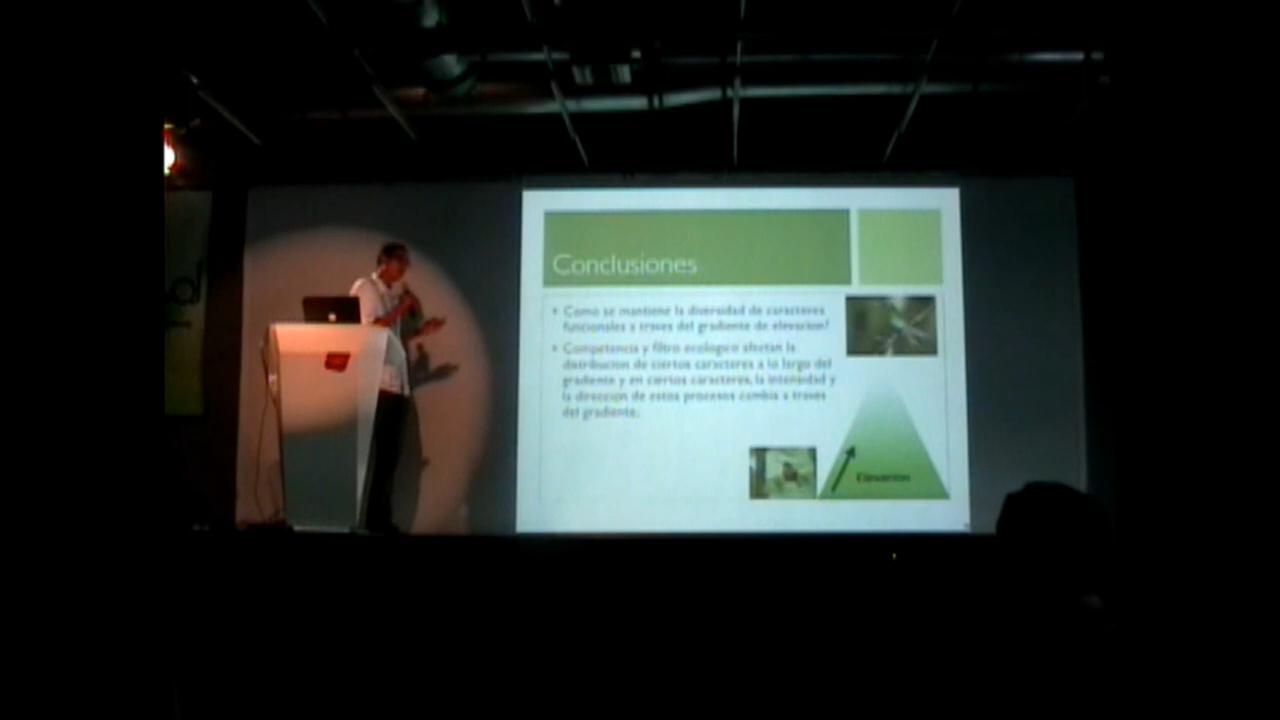 Conclusiones
• Como se mantiene la diversidad de caracteres
funcionales a traves del gradiente de elevacion?
• Competencia y filtro ecologico afectan la
distribucion de ciertos caracteres a lo largo del
gradiente y en ciertos caracteres, la intensidad y
la direccion de estos procesos cambia a traves
del gradiente.
Elevacion